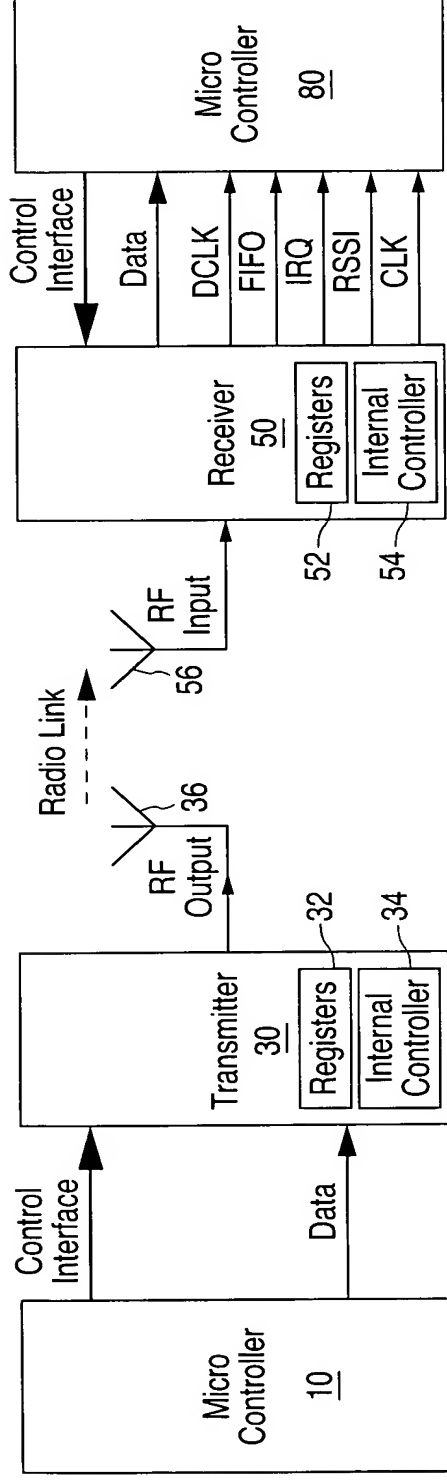 Micro
Controller
10
Control
Interface
Data
Transmitter
30
Registers
Internal
Controller
32
34
RF
Output
36
Radio Link
56
RF
Input
Receiver
50
Registers
Internal
Controller
52
54
Control
Interface
Data
DCLK
FIFO
IRQ
RSSI
CLK
Micro
Controller
80